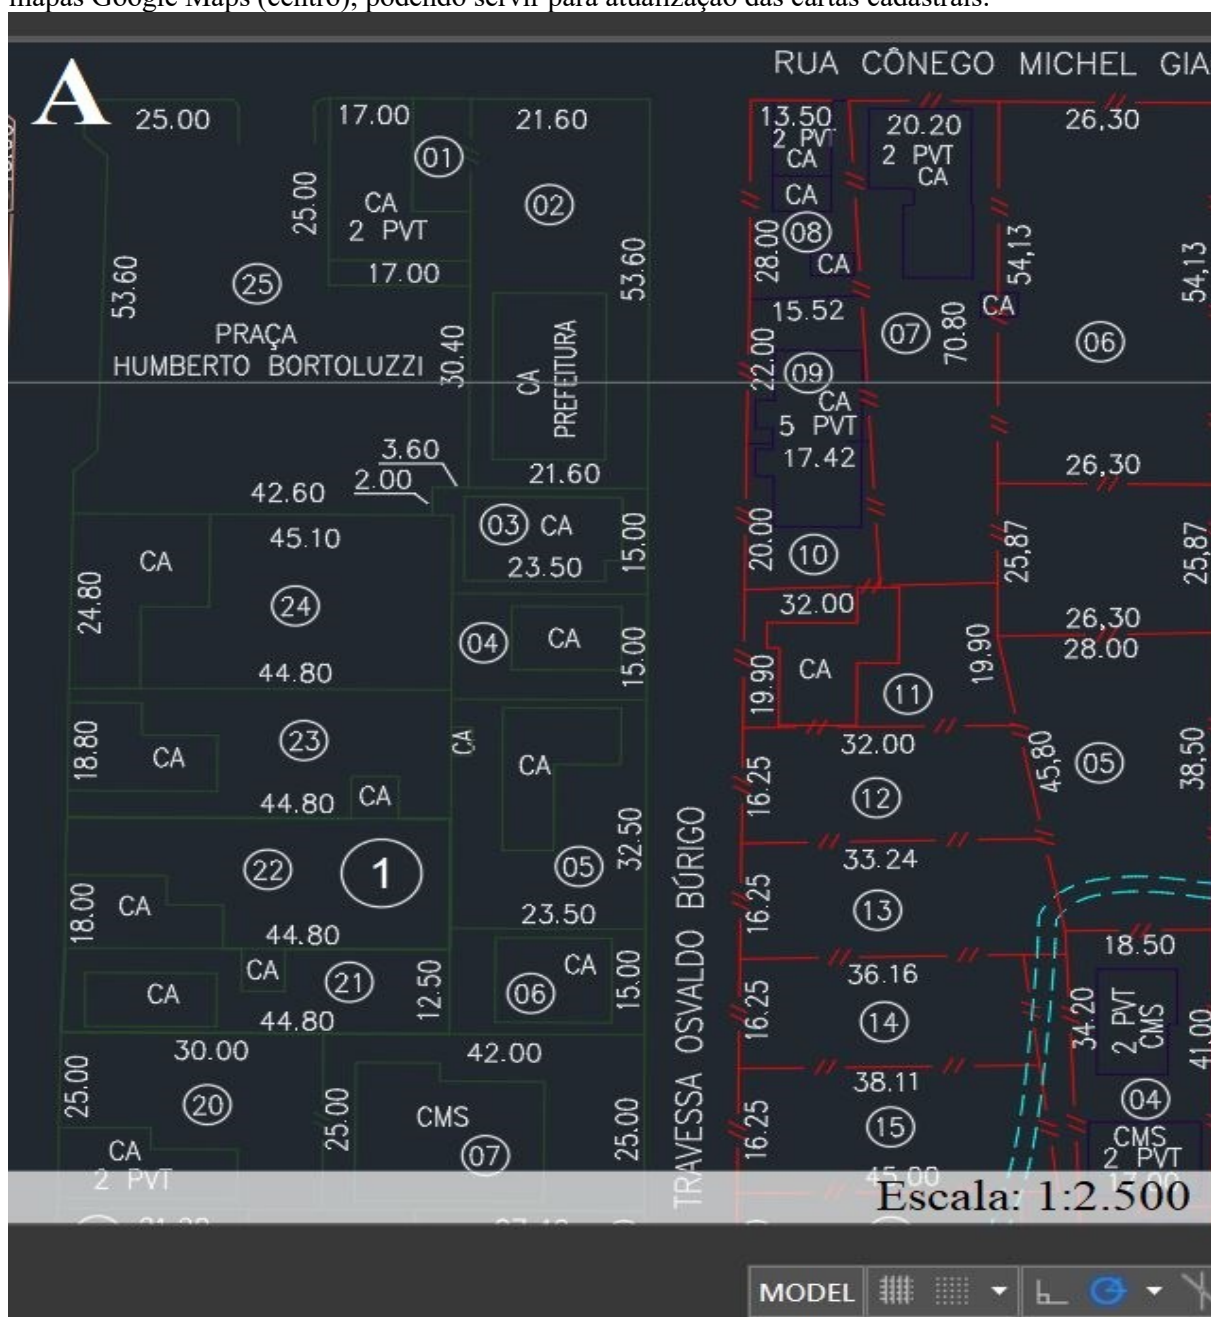 mapas Google Maps (centro), podendo servir para atualização das cartas cadastrais.
A
RUA CÔNEGO MICHEL GIA
25.00
17.00
21.60
13.50
20.20
26,30
2 PVT
CA
2 PVT
CA
01
02
25.00
CA
2 PVT
CA
08
28.00
CA
54,13
54,13
53.60
25
17.00
53.60
15.52
CA
07
70.80
06
PRAÇA
HUMBERTO BORTOLUZZI
30.40
CA
PREFEITURA
22.00
09
CA
5 PVT
17.42
3.60
2.00
21.60
26,30
42.60
45.10
03
CA
23.50
15.00
20.00
10
25,87
25,87
CA
24.80
24
32.00
26,30
28.00
04
CA
15.00
19.90
CA
19.90
11
44.80
18.80
CA
23
CA
CA
32.00
45,80
05
38,50
44.80
CA
16.25
12
22
1
05
32.50
33.24
18.00
CA
23.50
16.25
13
44.80
CA
21
12.50
CA
06
15.00
36.16
18.50
CA
44.80
16.25
14
34.20
2 PVT
CMS
41.00
30.00
42.00
38.11
25.00
20
25.00
CMS
07
25.00
TRAVESSA OSVALDO BÚRIGO
16.25
15
04
CMS
2 PVT
CA
2 PVT
45.00
17.00
Escala: 1:2.500
MODEL